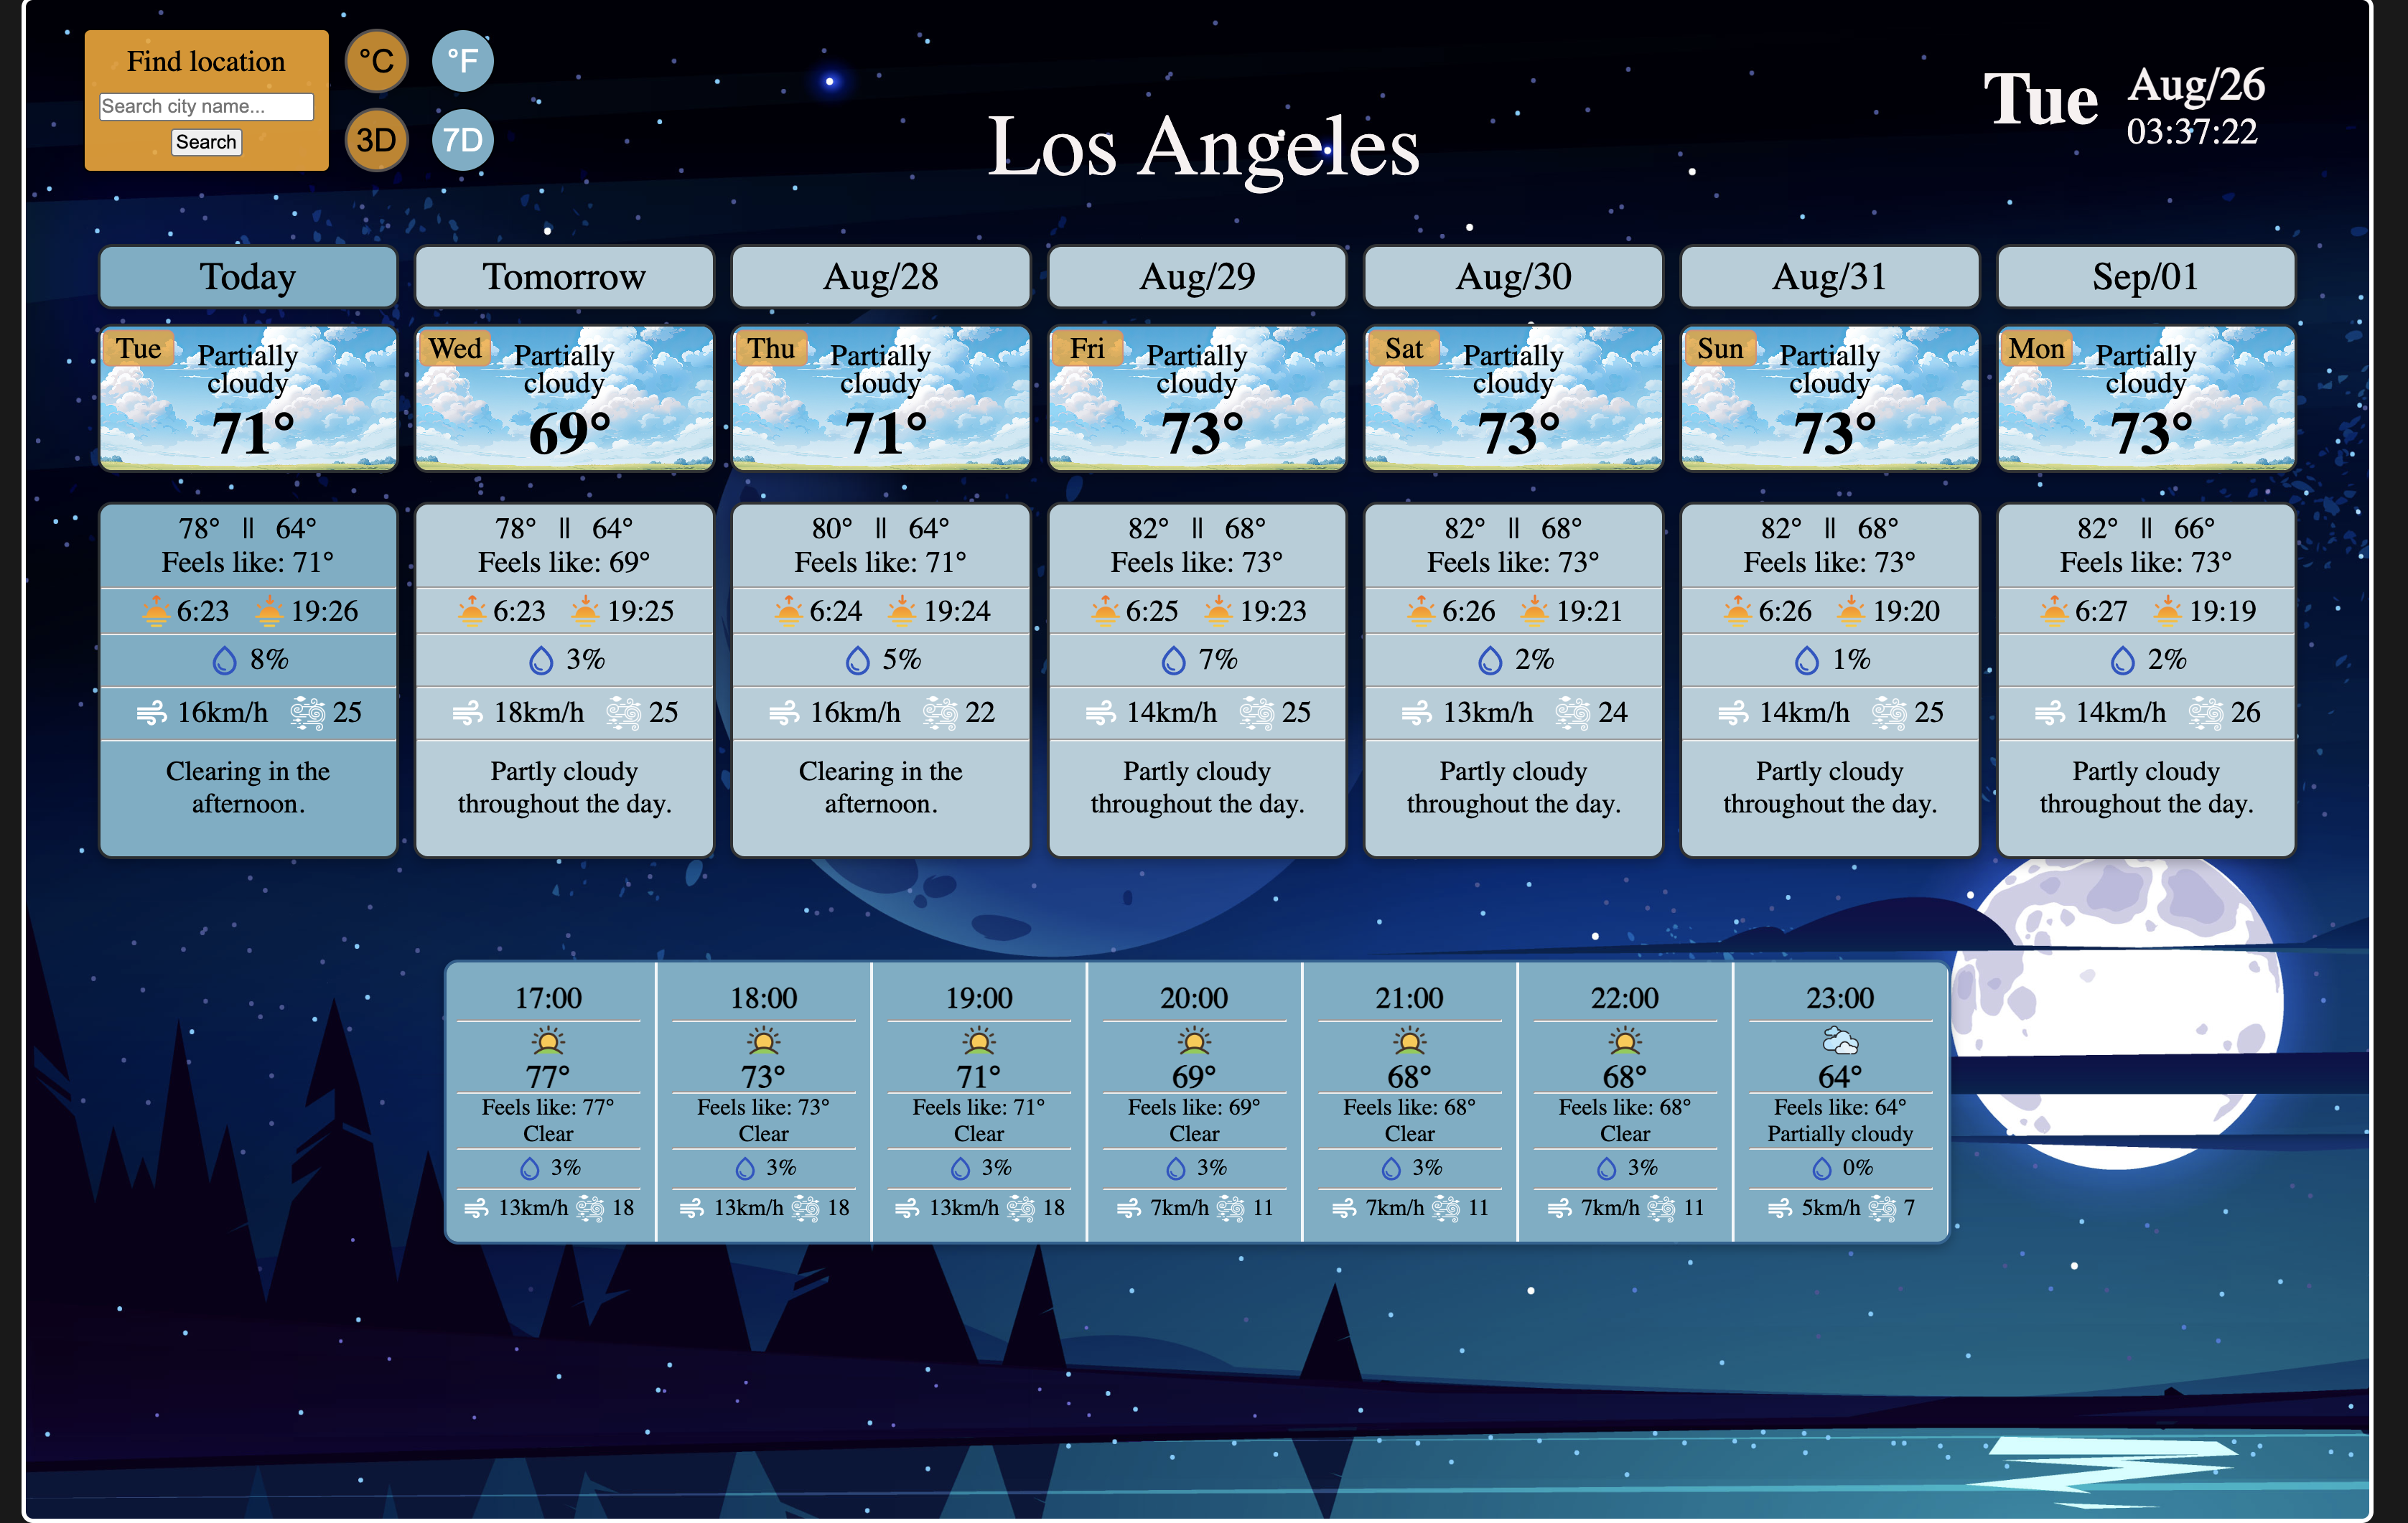 Find location
Search city name...
Search
°C
°F
3D
7D
Los Angeles
Tue
Aug/26
03:37:22
Today
Tomorrow
Aug/28
Aug/29
Aug/30
Aug/31
Sep/01
Tue
Partially
cloudy
71°
Wed
Partially
cloudy
69°
Thu
Partially
cloudy
71°
Fri
Partially
cloudy
73°
Sat
Partially
cloudy
73°
Sun
Partially
cloudy
73°
Mon
Partially
cloudy
73°
78° || 64°
Feels like: 71°
6:23 19:26
8%
16km/h 25
Clearing in the
afternoon.
78° || 64°
Feels like: 69°
6:23 19:25
3%
18km/h 25
Partly cloudy
throughout the day.
80° || 64°
Feels like: 71°
6:24 19:24
5%
16km/h 22
Clearing in the
afternoon.
82° || 68°
Feels like: 73°
6:25 19:23
7%
14km/h 25
Partly cloudy
throughout the day.
82° || 68°
Feels like: 73°
6:26 19:21
2%
13km/h 24
Partly cloudy
throughout the day.
82° || 68°
Feels like: 73°
6:26 19:20
1%
14km/h 25
Partly cloudy
throughout the day.
82° || 66°
Feels like: 73°
6:27 19:19
2%
14km/h 26
Partly cloudy
throughout the day.
17:00
77°
Feels like: 77°
Clear
3%
13km/h 18
18:00
73°
Feels like: 73°
Clear
3%
13km/h 18
19:00
71°
Feels like: 71°
Clear
3%
13km/h 18
20:00
69°
Feels like: 69°
Clear
3%
7km/h 11
21:00
68°
Feels like: 68°
Clear
3%
7km/h 11
22:00
68°
Feels like: 68°
Clear
3%
7km/h 11
23:00
64°
Feels like: 64°
Partially cloudy
0%
5km/h 7